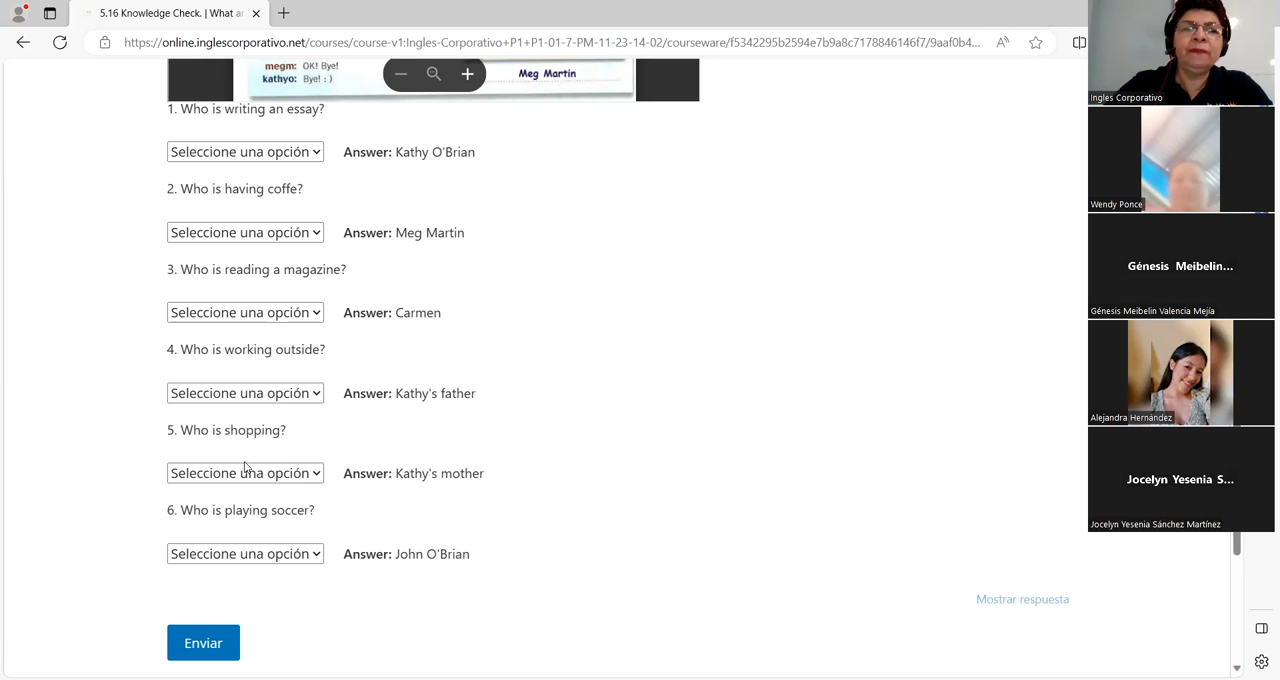 5.16 Knowledge Check. | What ar
https://online.inglescorporativo.net/courses/course-v1:Ingles-Corporativo+P1+P1-01-7-PM-11-23-14-02/courseware/f5342295b2594e7b9a8c7178846146f7/9aaf0b4...
megm: OK! Bye!
kathyo: Bye! : )
Meg Martin
1. Who is writing an essay?
Seleccione una opción Answer: Kathy O'Brian
2. Who is having coffe?
Seleccione una opción Answer: Meg Martin
3. Who is reading a magazine?
Seleccione una opción Answer: Carmen
4. Who is working outside?
Seleccione una opción Answer: Kathy's father
5. Who is shopping?
Seleccione una opción Answer: Kathy's mother
6. Who is playing soccer?
Seleccione una opción Answer: John O'Brian
Mostrar respuesta
Enviar
Ingles Corporativo
Wendy Ponce
Génesis Meibelin...
Génesis Meibelin Valencia Mejía
Alejandra Hernández
Jocelyn Yesenia S...
Jocelyn Yesenia Sánchez Martínez